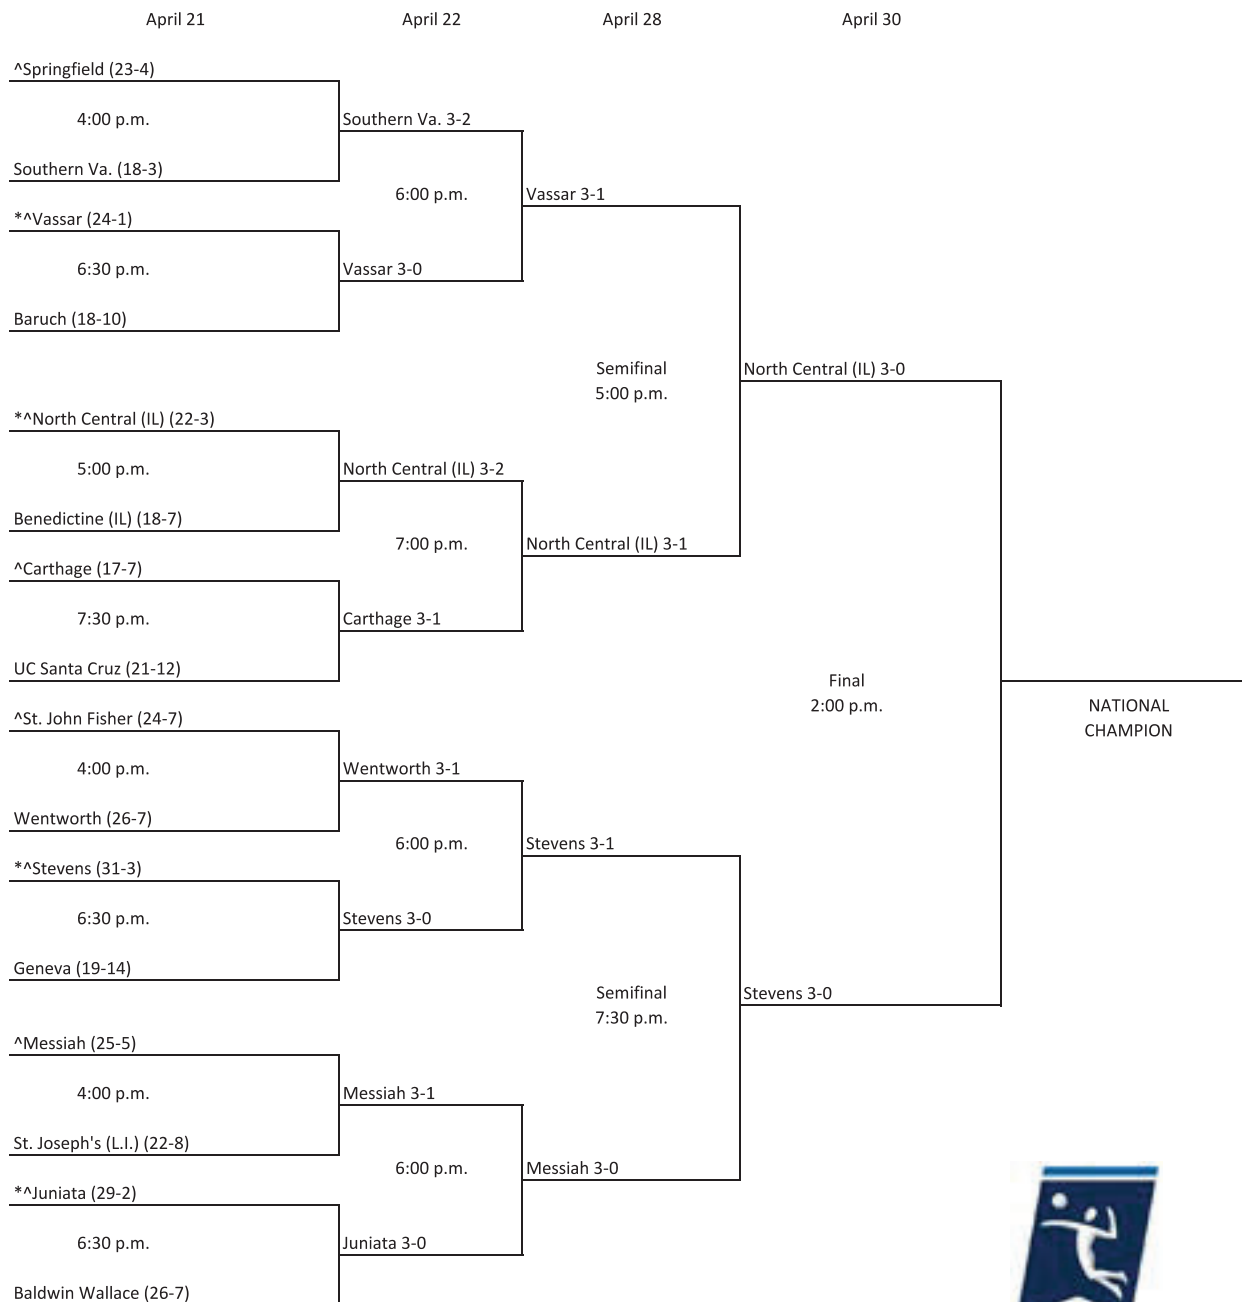 April 21 April 22 April 28 April 30
^Springfield (23-4)
4:00 p.m. Southern Va. 3-2
Southern Va. (18-3)
6:00 p.m. Vassar 3-1
*^Vassar (24-1)
6:30 p.m. Vassar 3-0
Baruch (18-10)
Semifinal North Central (IL) 3-0
5:00 p.m.
*^North Central (IL) (22-3)
5:00 p.m. North Central (IL) 3-2
Benedictine (IL) (18-7)
7:00 p.m. North Central (IL) 3-1
^Carthage (17-7)
7:30 p.m. Carthage 3-1
UC Santa Cruz (21-12)
Final
2:00 p.m. NATIONAL
^St. John Fisher (24-7)
CHAMPION
4:00 p.m. Wentworth 3-1
Wentworth (26-7)
6:00 p.m. Stevens 3-1
*^Stevens (31-3)
6:30 p.m. Stevens 3-0
Geneva (19-14)
Semifinal Stevens 3-0
7:30 p.m.
^Messiah (25-5)
4:00 p.m. Messiah 3-1
St. Joseph's (L.I.) (22-8)
6:00 p.m. Messiah 3-0
*^Juniata (29-2)
6:30 p.m. Juniata 3-0
Baldwin Wallace (26-7)